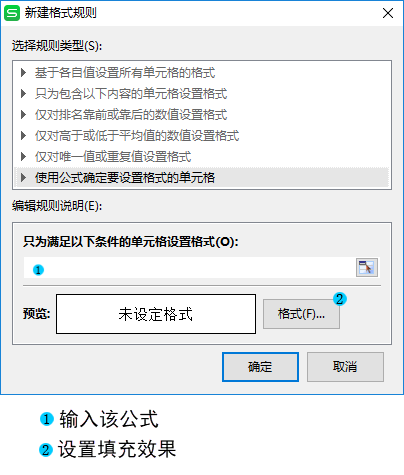 新建格式规则
选择规则类型(S):
基于各自值设置所有单元格的格式
只为包含以下内容的单元格设置格式
仅对排名靠前或靠后的数值设置格式
仅对高于或低于平均值的数值设置格式
仅对唯一值或重复值设置格式
使用公式确定要设置格式的单元格
编辑规则说明(E):
只为满足以下条件的单元格设置格式(O):
1
2
预览: 未设定格式 格式(F)...
确定 取消
1 输入该公式
2 设置填充效果